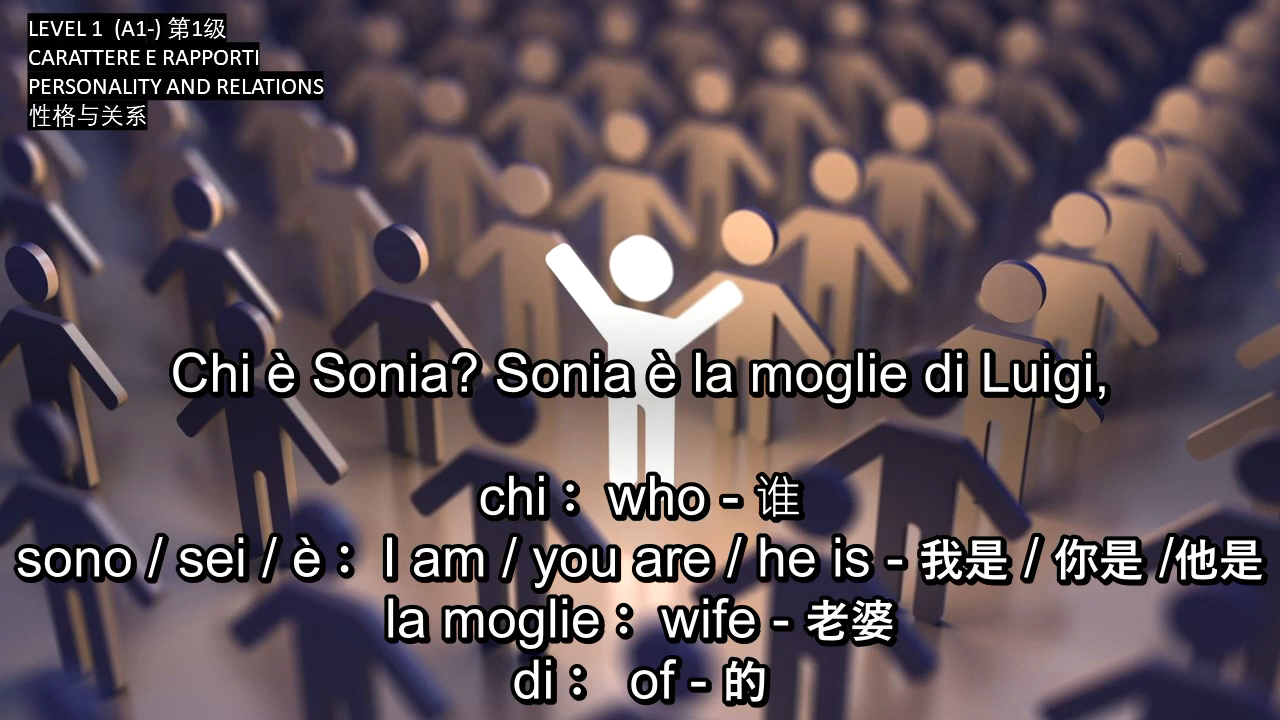 LEVEL 1 (A1-) 第1级
CARATTERE E RAPPORTI
PERSONALITY AND RELATIONS
性格与关系
Chi è Sonia? Sonia è la moglie di Luigi,
chi： who - 谁
sono / sei / è： I am / you are / he is - 我是 / 你是 /他是
la moglie： wife - 老婆
di： of - 的